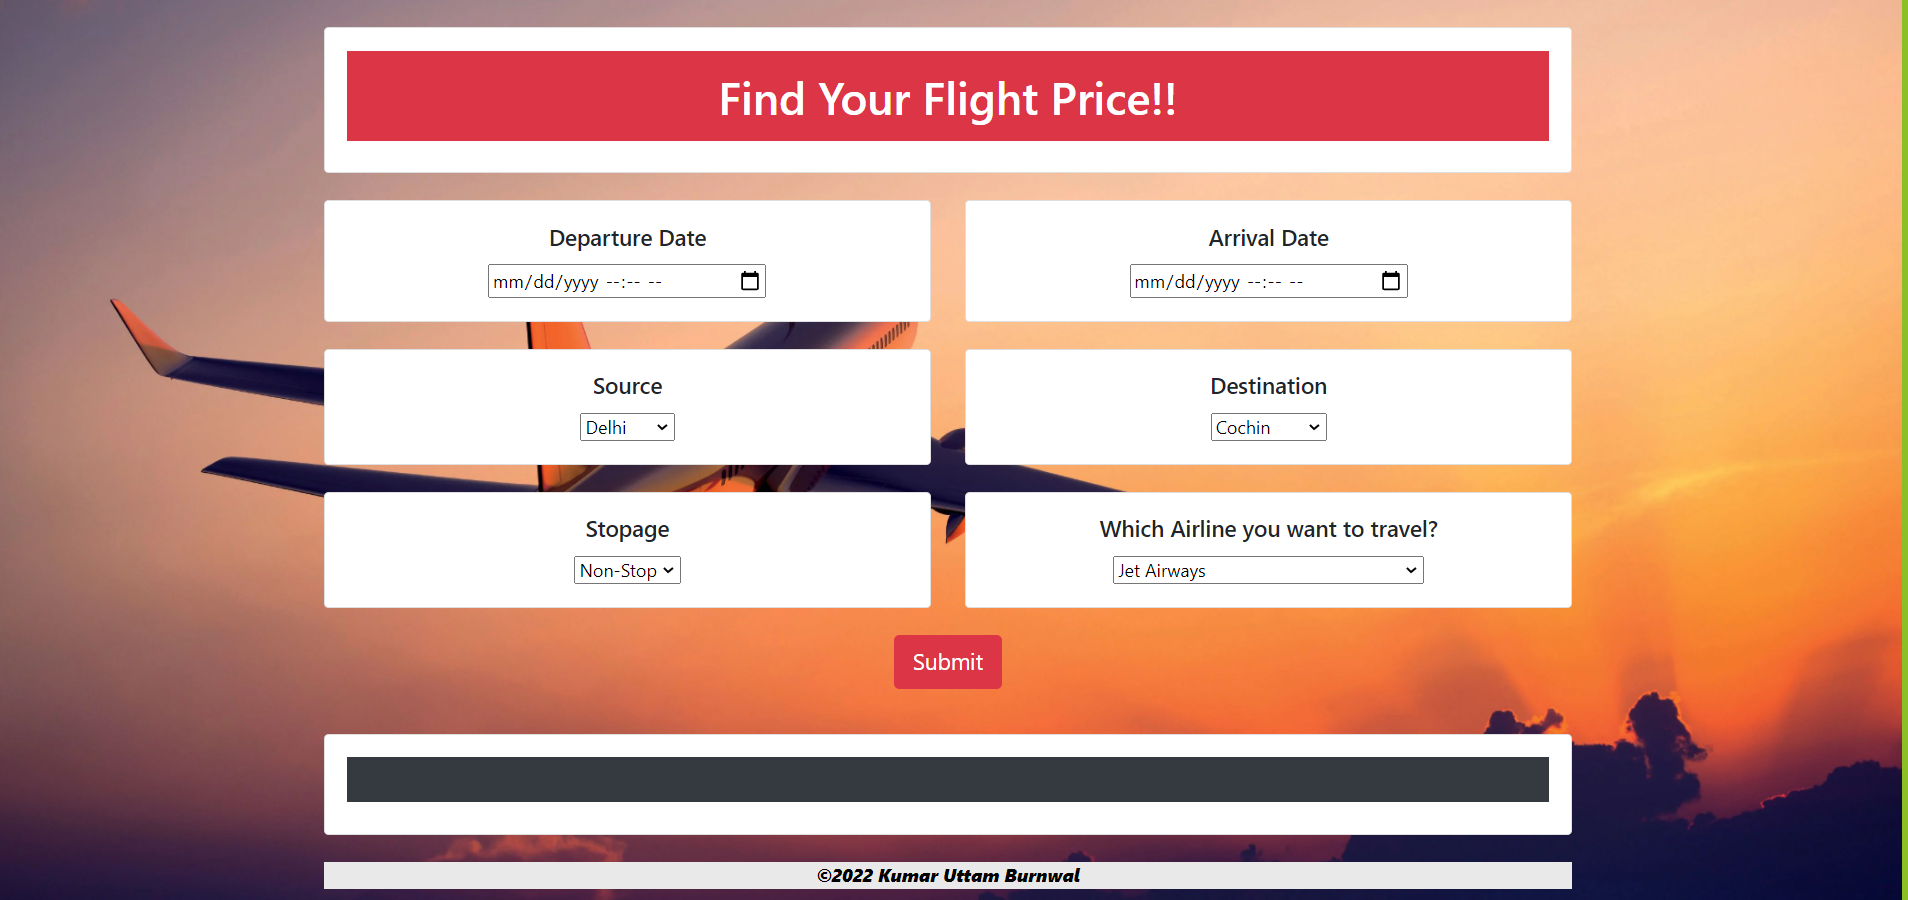 Find Your Flight Price!!
Departure Date
mm/dd/yyyy --:-- --
Arrival Date
mm/dd/yyyy --:-- --
Source
Delhi
Destination
Cochin
Stopage
Non-Stop
Which Airline you want to travel?
Jet Airways
Submit
©2022 Kumar Uttam Burnwal